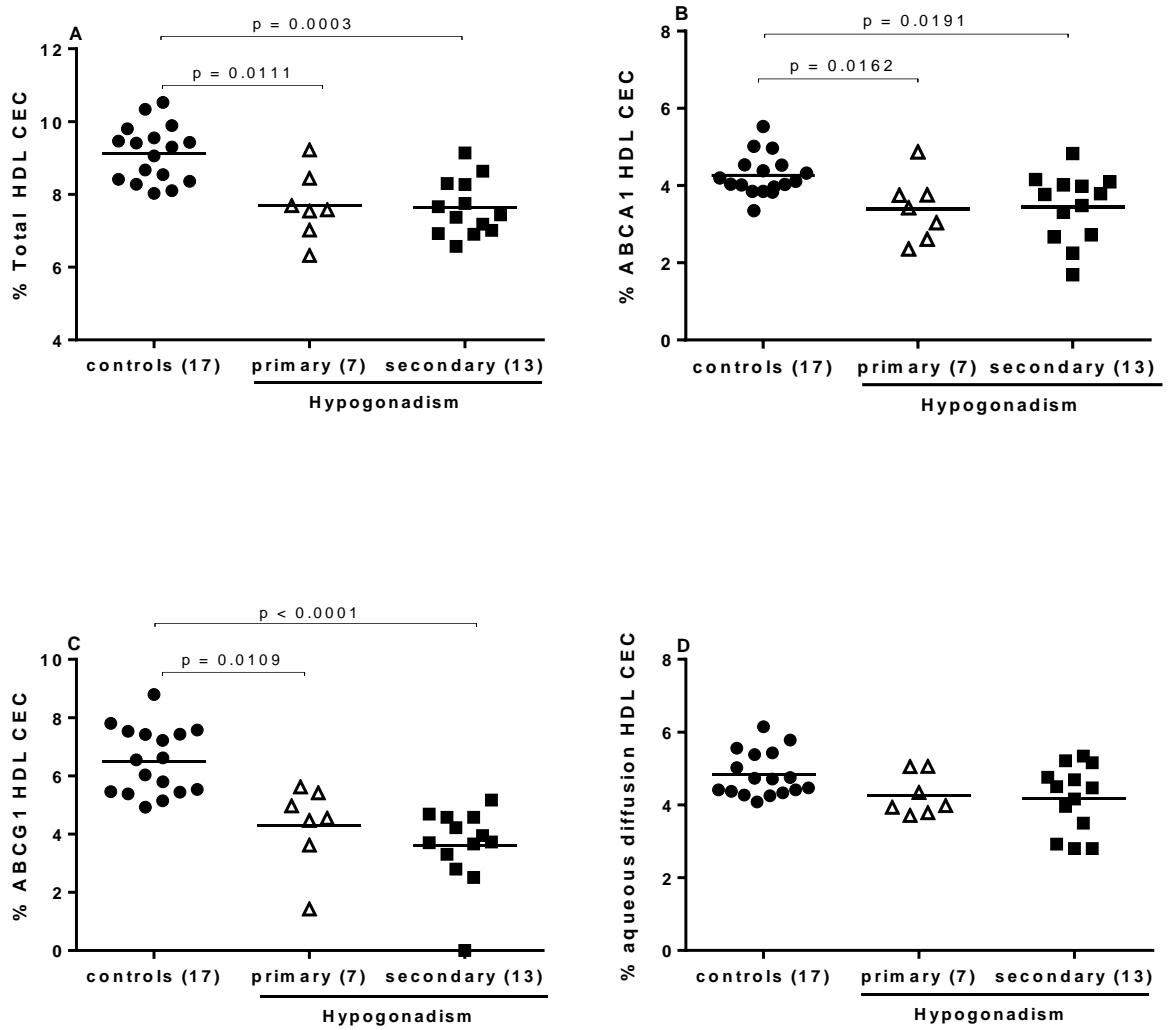 A
p = 0.0003
p = 0.0111
% Total HDL CEC
12
10
8
6
4
controls (17)
primary (7)
secondary (13)
Hypogonadism
B
p = 0.0191
p = 0.0162
% ABCA1 HDL CEC
8
6
4
2
0
controls (17)
primary (7)
secondary (13)
Hypogonadism
C
p < 0.0001
p = 0.0109
% ABCG1 HDL CEC
10
8
6
4
2
0
controls (17)
primary (7)
secondary (13)
Hypogonadism
D
% aqueous diffusion HDL CEC
8
6
4
2
0
controls (17)
primary (7)
secondary (13)
Hypogonadism